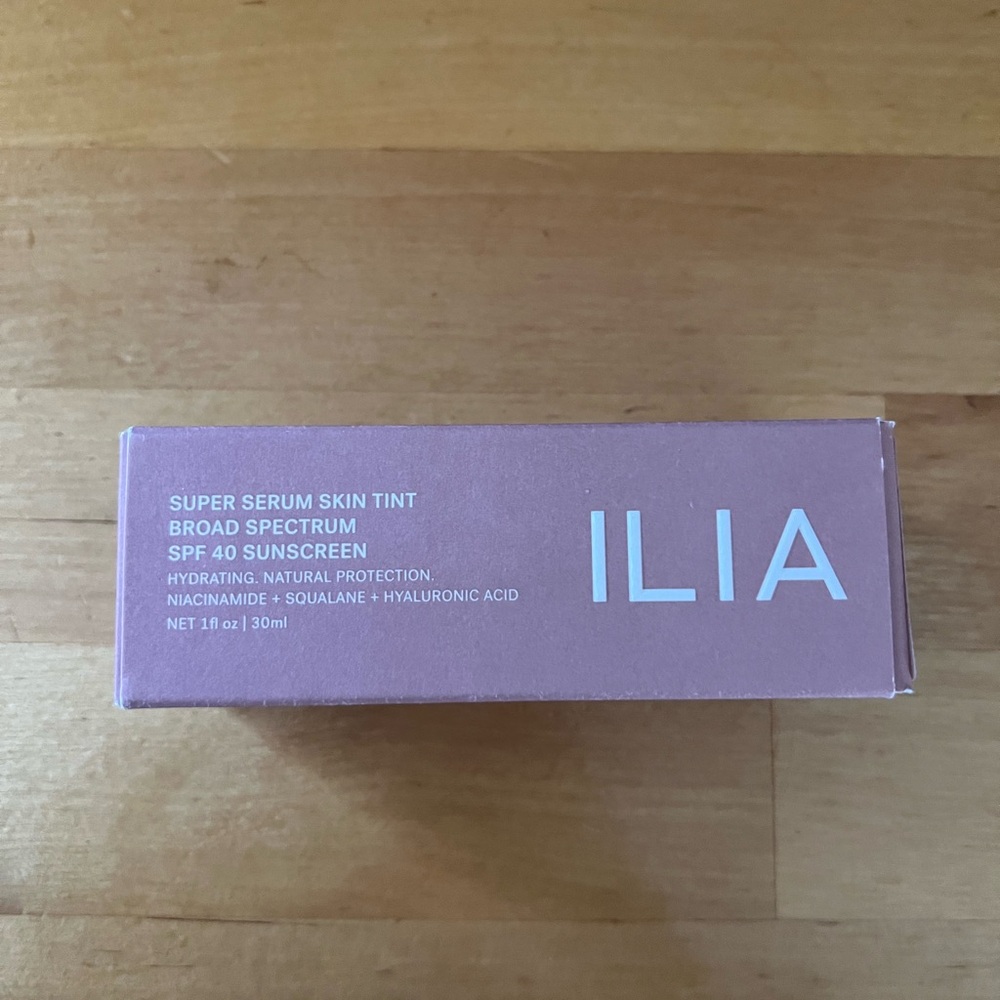 SUPER SERUM SKIN TINT
BROAD SPECTRUM
SPF 40 SUNSCREEN
HYDRATING. NATURAL PROTECTION.
NIACINAMIDE + SQUALANE + HYALURONIC ACID
NET 1fl oz | 30ml
ILIA